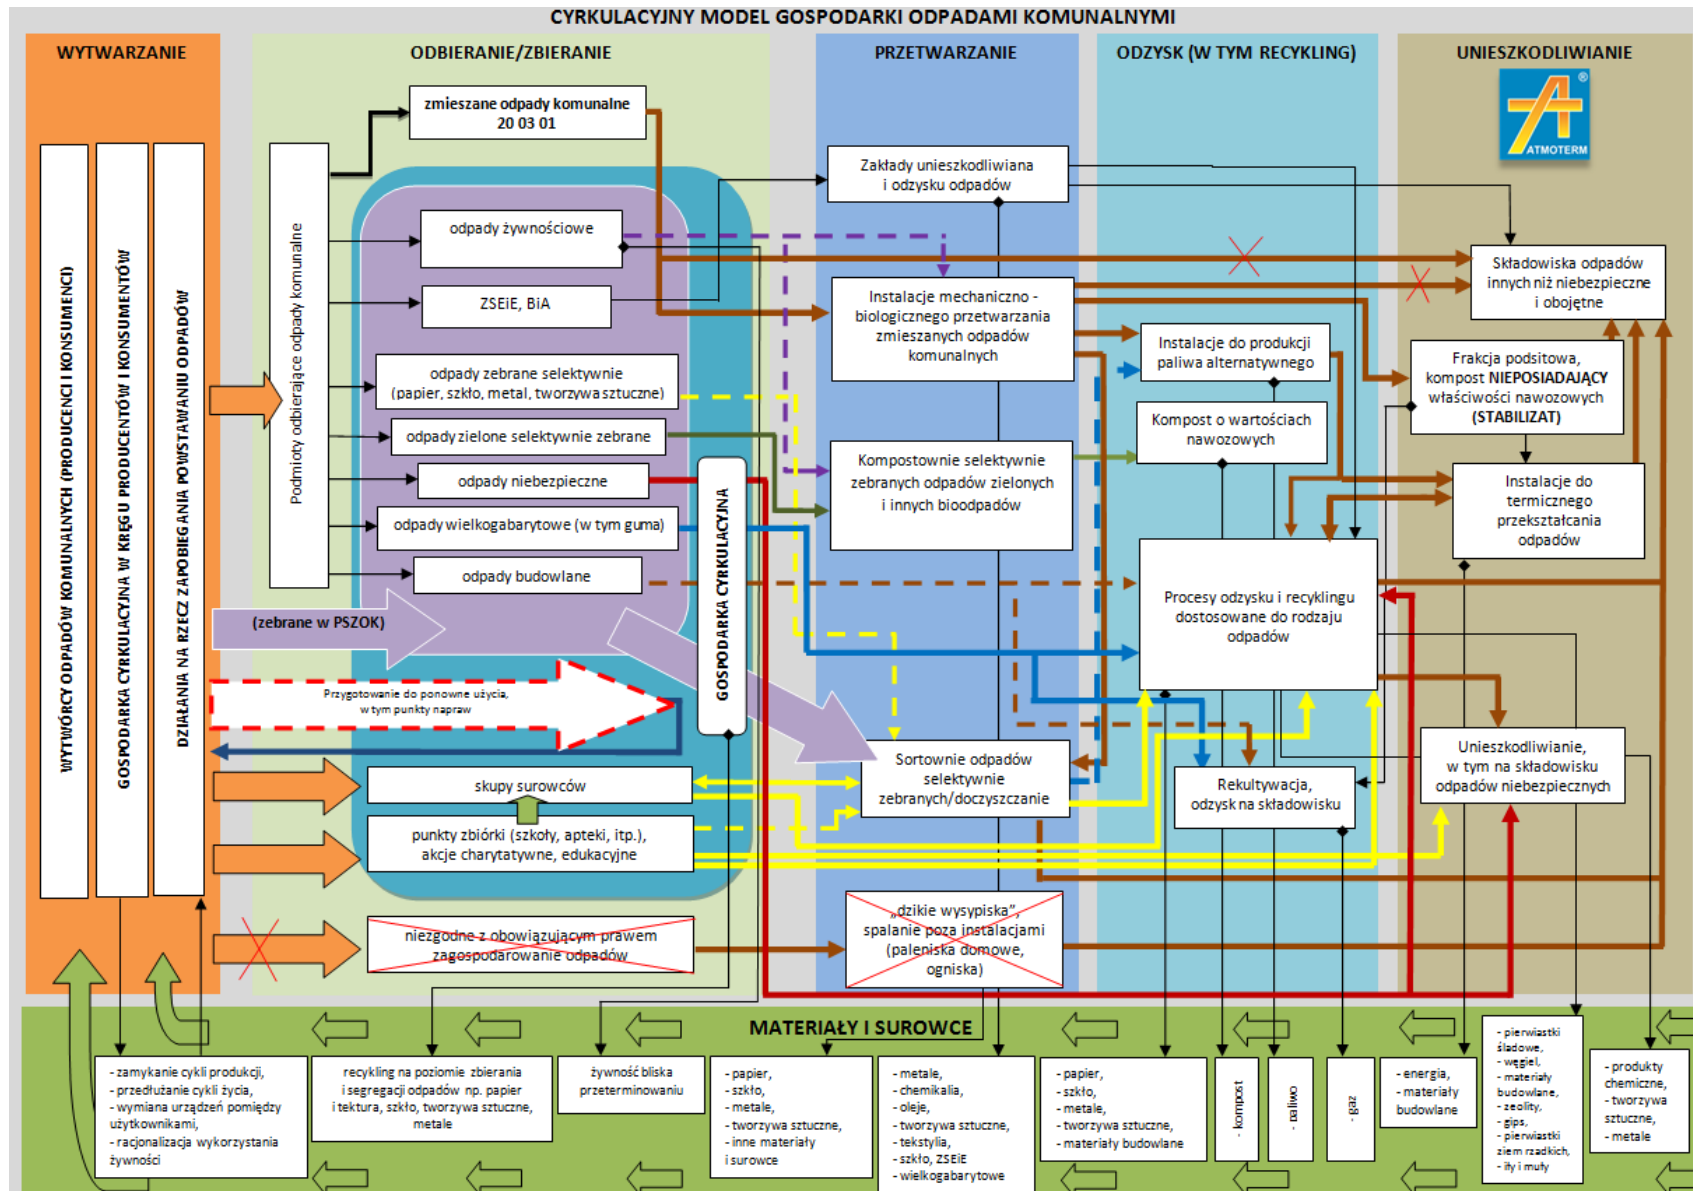 CYRKULACYJNY MODEL GOSPODARKI ODPADAMI KOMUNALNYMI
WYTWARZANIE
ODBIERANIE/ZBIERANIE
PRZETWARZANIE
ODZYSK (W TYM RECYKLING)
UNIESZKODLIWIANIE
®
ATMOTERM
WYTWÓRCY ODPADÓW KOMUNALNYCH (PRODUCENCI I KONSUMENCI)
GOSPODARKA CYRKULACYJNA W KRĘGU PRODUCENTÓW I KONSUMENTÓW
DZIAŁANIA NA RZECZ ZAPOBIEGANIA POWSTAWANIU ODPADÓW
Podmioty odbierające odpady komunalne
zmieszane odpady komunalne
20 03 01
odpady żywnościowe
ZSEiE, BiA
odpady zebrane selektywnie
(papier, szkło, metal, tworzywa sztuczne)
odpady zielone selektywnie zebrane
odpady niebezpieczne
odpady wielkogabarytowe (w tym guma)
odpady budowlane
(zebrane w PSZOK)
Przygotowanie do ponowne użycia,
w tym punkty napraw
GOSPODARKA CYRKULACYJNA
skupy surowców
punkty zbiórki (szkoły, apteki, itp.),
akcje charytatywne, edukacyjne
niezgodne z obowiązującym prawem
zagospodarowanie odpadów
Zakłady unieszkodliwiana
i odzysku odpadów
Instalacje mechaniczno -
biologicznego przetwarzania
zmieszanych odpadów
komunalnych
Kompostownie selektywnie
zebranych odpadów zielonych
i innych bioodpadów
Sortownie odpadów
selektywnie
zebranych/doczyszczanie
„dzikie wysypiska”,
spalanie poza instalacjami
(paleniska domowe,
ogniska)
Instalacje do produkcji
paliwa alternatywnego
Kompost o wartościach
nawozowych
Procesy odzysku i recyklingu
dostosowane do rodzaju
odpadów
Rekultywacja,
odzysk na składowisku
Składowiska odpadów
innych niż niebezpieczne
i obojętne
Frakcja podsitowa,
kompost NIEPOSIADAJĄCY
właściwości nawozowych
(STABILIZAT)
Instalacje do
termicznego
przekształcania
odpadów
Unieszkodliwianie,
w tym na składowisku
odpadów niebezpiecznych
MATERIAŁY I SUROWCE
- zamykanie cykli produkcji,
- przedłużanie cykli życia,
- wymiana urządzeń pomiędzy
użytkownikami,
- racjonalizacja wykorzystania
żywności
recykling na poziomie zbierania
i segregacji odpadów np. papier
i tektura, szkło, tworzywa sztuczne,
metale
żywność bliska
przeterminowaniu
- papier,
- szkło,
- metale,
- tworzywa sztuczne,
- inne materiały
i surowce
- metale,
- chemikalia,
- oleje,
- tworzywa sztuczne,
- tekstylia,
- szkło, ZSEiE
- wielkogabarytowe
- papier,
- szkło,
- metale,
- tworzywa sztuczne,
- materiały budowlane
- kompost
- paliwo
- gaz
- energia,
- materiały
budowlane
- pierwiastki
śladowe,
- węgiel,
- materiały
budowlane,
- zeolity,
- gips,
- pierwiastki
ziem rzadkich,
- iły i muły
- produkty
chemiczne,
- tworzywa
sztuczne,
- metale